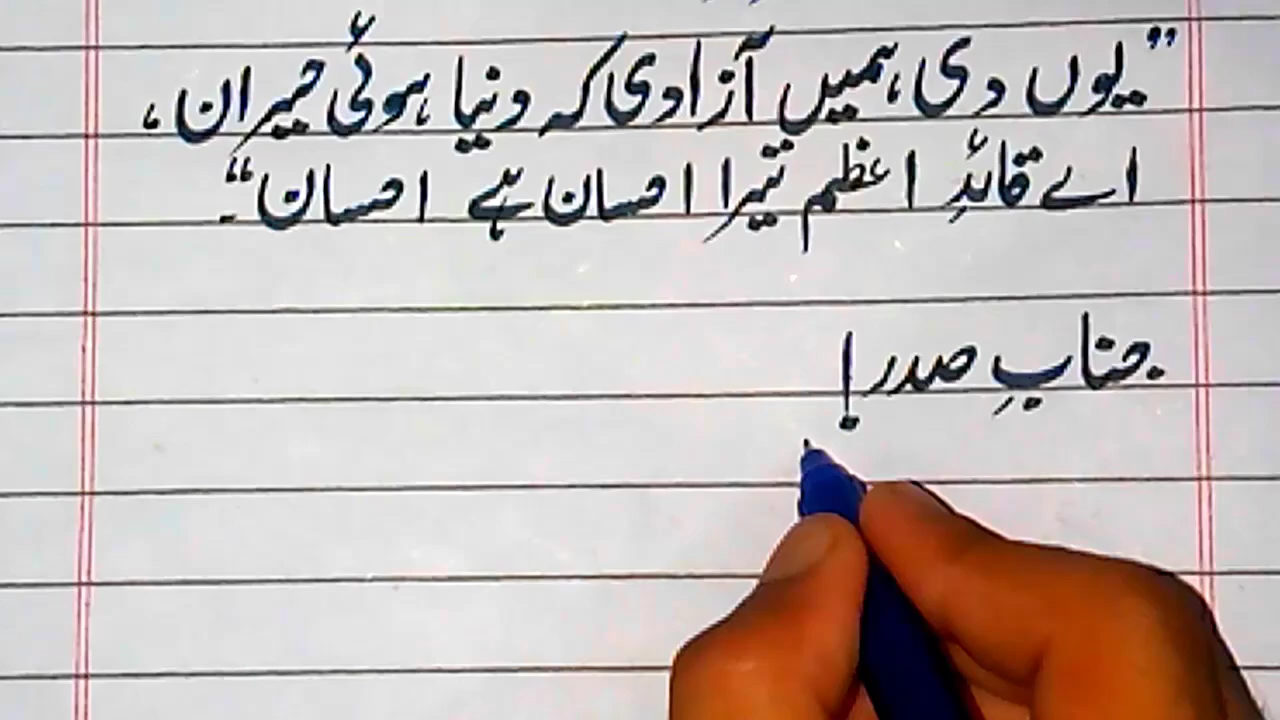 ”یوں دی ہمیں آزادی کہ دنیا ہوئی حیران،
اے قائدِ اعظم تیرا احسان ہے احسان“۔
جنابِ صدر!